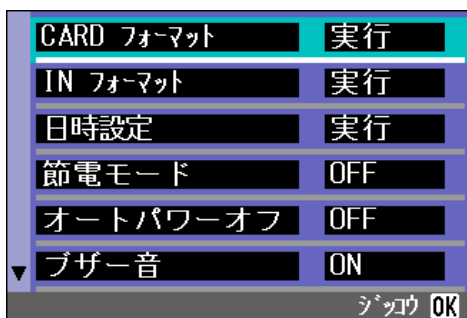 CARD ﾌｫｰﾏｯﾄ 実行
IN ﾌｫｰﾏｯﾄ 実行
日時設定 実行
節電モード OFF
オートパワーオフ OFF
ブザー音 ON
ｼﾞｯｺｳ OK